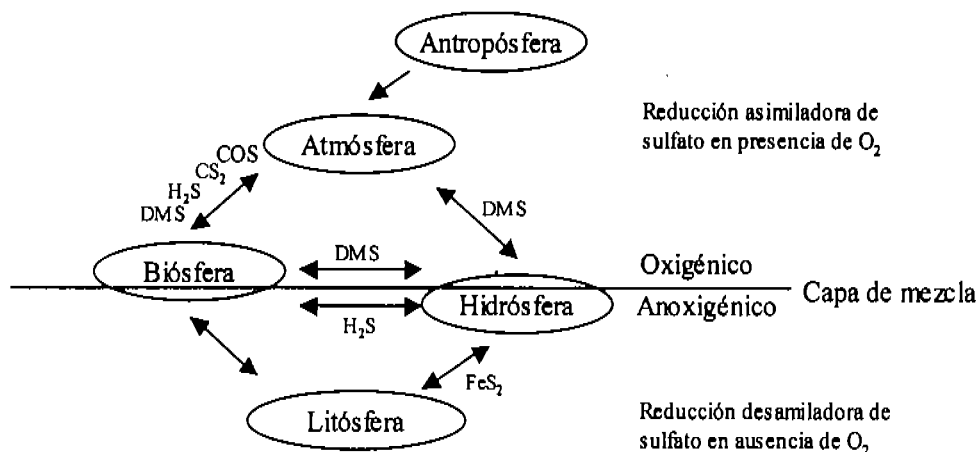 Antropósfera
Reducción asimiladora de
sulfato en presencia de O₂
Atmósfera
COS
CS₂
H₂S
DMS
DMS
Biósfera
DMS
Oxigénico
Capa de mezcla
Hidrósfera
Anoxigénico
H₂S
FeS₂
Litósfera
Reducción desamiladora de
sulfato en ausencia de O₂